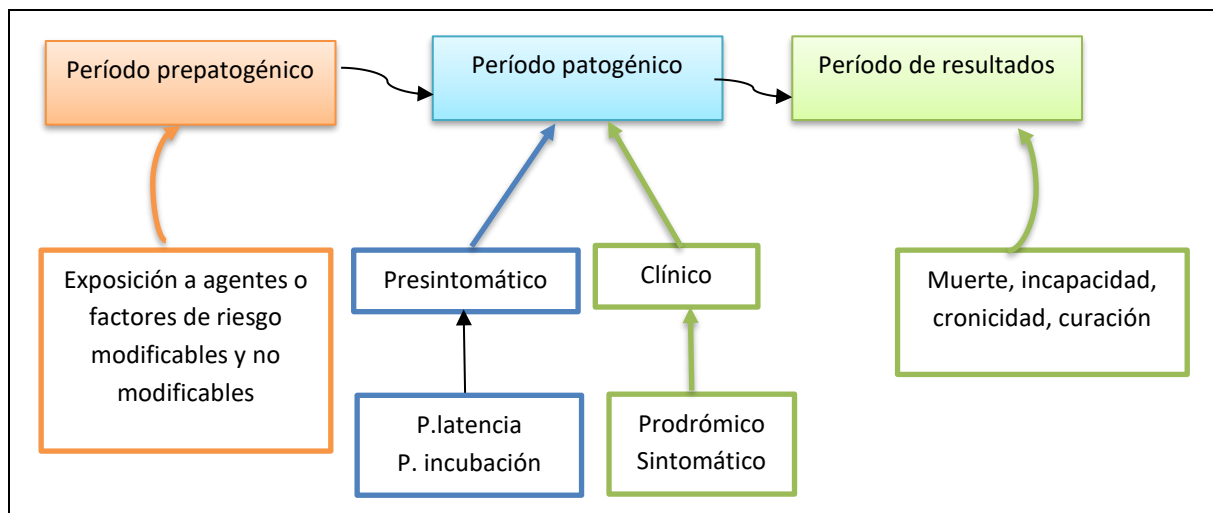 Período prepatogénico
Período patogénico
Período de resultados
Exposición a agentes o
factores de riesgo
modificables y no
modificables
Presintomático
Clínico
Muerte, incapacidad,
cronicidad, curación
P.latencia
P. incubación
Prodrómico
Sintomático